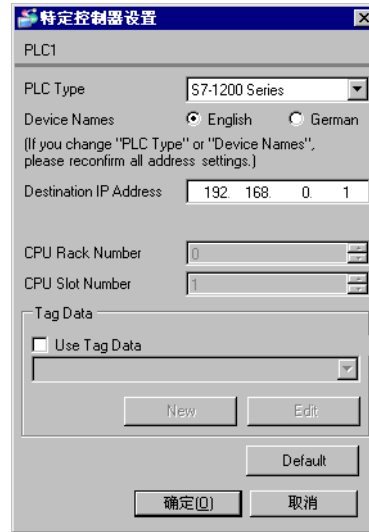 特定控制器设置
PLC1
PLC Type S7-1200 Series
Device Names English German
(If you change "PLC Type" or "Device Names",
please reconfirm all address settings.)
Destination IP Address 192. 168. 0. 1
CPU Rack Number 0
CPU Slot Number 1
Tag Data
Use Tag Data
New Edit
Default
确定(O) 取消